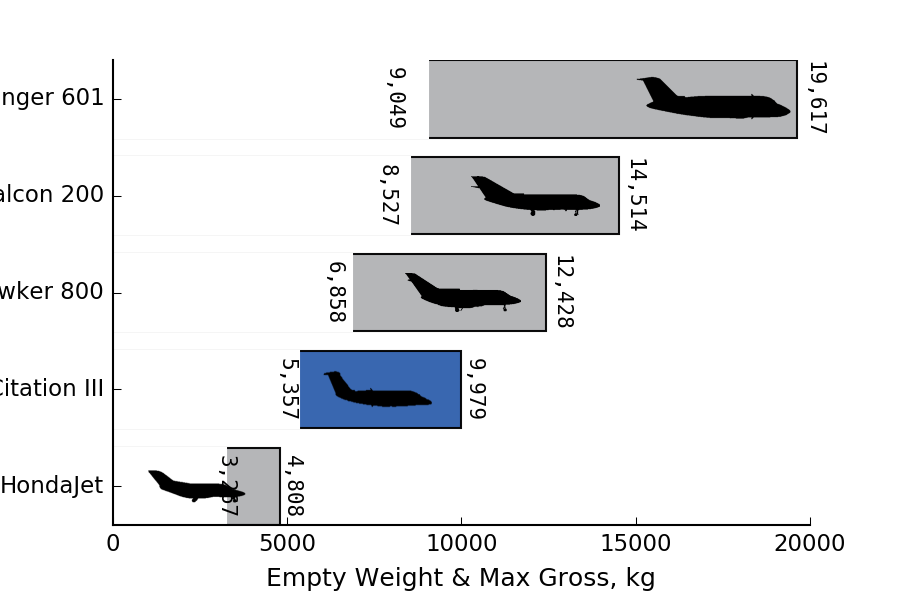 nger 601
9,049
19,617
alcon 200
8,527
14,514
wker 800
6,858
12,428
Citation III
5,357
9,979
HondaJet
4,808
0 5000 10000 15000 20000
Empty Weight & Max Gross, kg